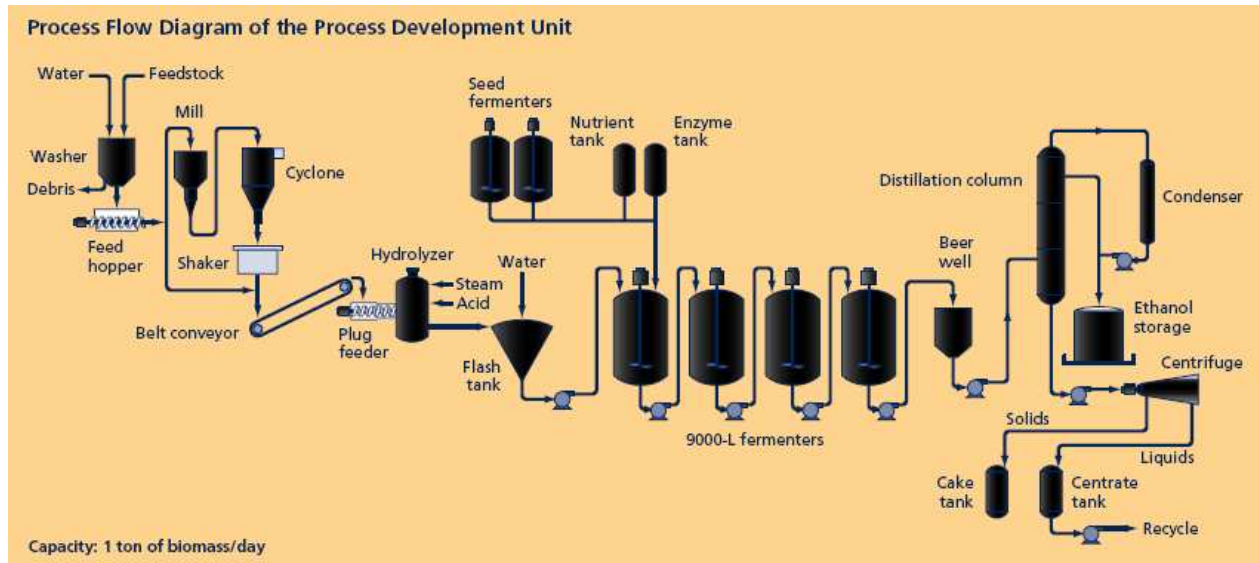 Process Flow Diagram of the Process Development Unit
Water
Feedstock
Mill
Washer
Debris
Cyclone
Feed
hopper
Shaker
Belt conveyor
Hydrolyzer
Steam
Acid
Plug
feeder
Water
Flash
tank
Seed
fermenters
Nutrient
tank
Enzyme
tank
9000-L fermenters
Beer
well
Distillation column
Condenser
Ethanol
storage
Centrifuge
Solids
Liquids
Cake
tank
Centrate
tank
Recycle
Capacity: 1 ton of biomass/day